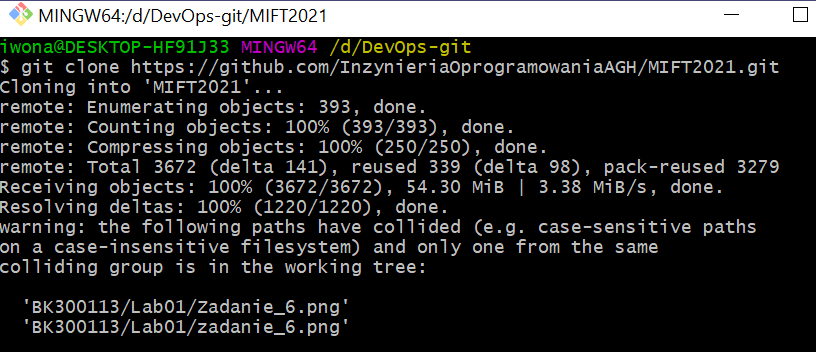 MINGW64:/d/DevOps-git/MIFT2021
iwona@DESKTOP-HF91J33 MINGW64 /d/DevOps-git
$ git clone https://github.com/InzynieriaOprogramowaniaAGH/MIFT2021.git
Cloning into 'MIFT2021'...
remote: Enumerating objects: 393, done.
remote: Counting objects: 100% (393/393), done.
remote: Compressing objects: 100% (250/250), done.
remote: Total 3672 (delta 141), reused 339 (delta 98), pack-reused 3279
Receiving objects: 100% (3672/3672), 54.30 MiB | 3.38 MiB/s, done.
Resolving deltas: 100% (1220/1220), done.
warning: the following paths have collided (e.g. case-sensitive paths
on a case-insensitive filesystem) and only one from the same
colliding group is in the working tree:
'BK300113/Lab01/Zadanie_6.png'
'BK300113/Lab01/zadanie_6.png'